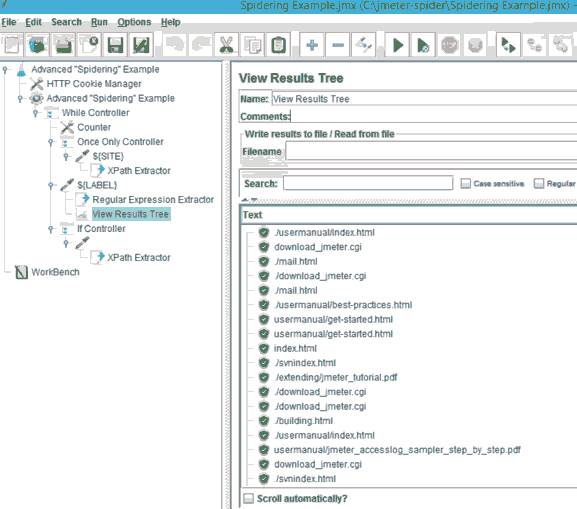 Spidering Example.jmx (C:\jmeter-spider\Spidering Example.jmx) -
File Edit Search Run Options Help
Advanced "Spidering" Example
HTTP Cookie Manager
Advanced "Spidering" Example
While Controller
Counter
Once Only Controller
${SITE}
XPath Extractor
${LABEL}
Regular Expression Extractor
View Results Tree
If Controller
XPath Extractor
WorkBench
View Results Tree
Name: View Results Tree
Comments:
Write results to file / Read from file
Filename
Search: Case sensitive Regular
Text
./usermanual/index.html
download_jmeter.cgi
./mail.html
./download_jmeter.cgi
./mail.html
./usermanual/best-practices.html
usermanual/get-started.html
usermanual/get-started.html
index.html
./svnindex.html
./extending/jmeter_tutorial.pdf
./download_jmeter.cgi
./download_jmeter.cgi
./building.html
./usermanual/index.html
usermanual/jmeter_accesslog_sampler_step_by_step.pdf
download_jmeter.cgi
./svnindex.html
Scroll automatically?